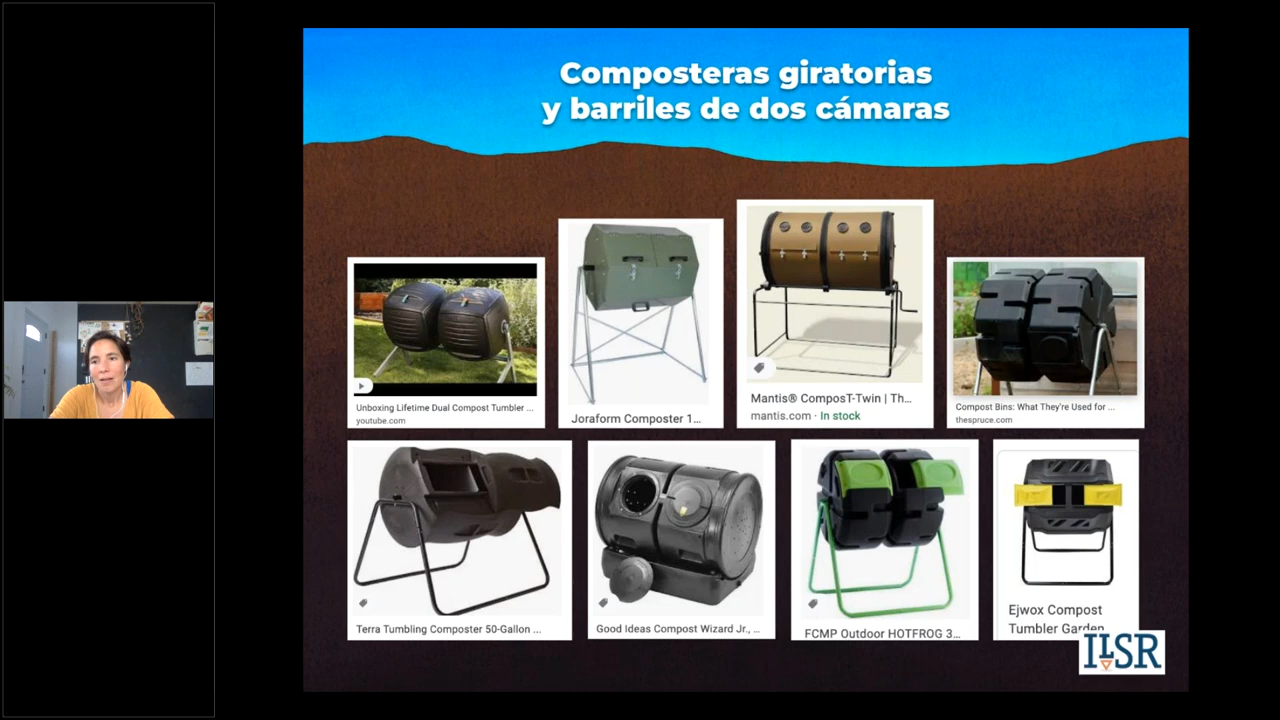 Composteras giratorias
y barriles de dos cámaras
Unboxing Lifetime Dual Compost Tumbler ...
youtube.com
Joraform Composter 1...
Mantis® ComposT-Twin | Th...
mantis.com · In stock
Compost Bins: What They're Used for ...
thespruce.com
Terra Tumbling Composter 50-Gallon ...
Good Ideas Compost Wizard Jr., ...
FCMP Outdoor HOTFROG 3...
Ejwox Compost
Tumbler Garden
ILSR